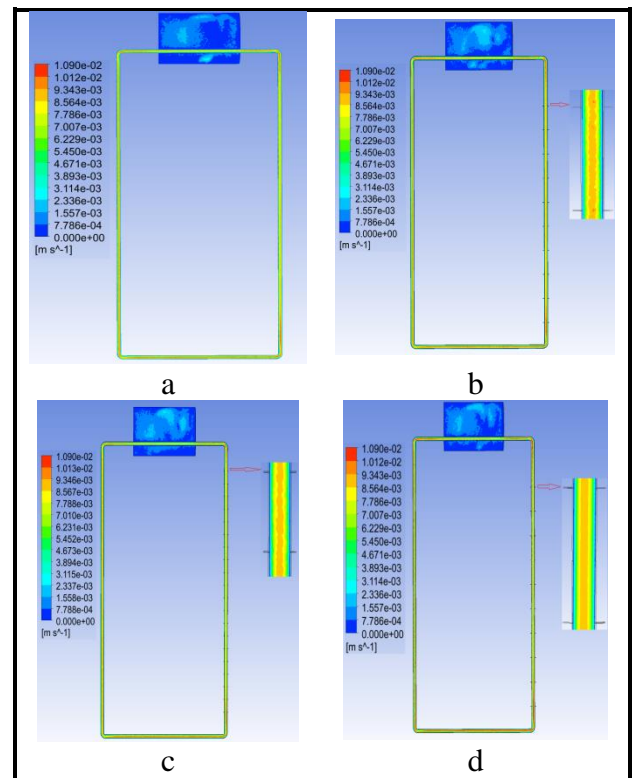 1.090e-02
1.012e-02
9.343e-03
8.564e-03
7.786e-03
7.007e-03
6.229e-03
5.450e-03
4.671e-03
3.893e-03
3.114e-03
2.336e-03
1.557e-03
7.786e-04
0.000e+00
[m s^-1]
a
1.090e-02
1.012e-02
9.343e-03
8.564e-03
7.786e-03
7.007e-03
6.229e-03
5.450e-03
4.671e-03
3.893e-03
3.114e-03
2.336e-03
1.557e-03
7.786e-04
0.000e+00
[m s^-1]
b
1.090e-02
1.013e-02
9.346e-03
8.567e-03
7.788e-03
7.010e-03
6.231e-03
5.452e-03
4.673e-03
3.894e-03
3.115e-03
2.337e-03
1.558e-03
7.788e-04
0.000e+00
[m s^-1]
c
1.090e-02
1.012e-02
9.343e-03
8.564e-03
7.786e-03
7.007e-03
6.229e-03
5.450e-03
4.671e-03
3.893e-03
3.114e-03
2.336e-03
1.557e-03
7.786e-04
0.000e+00
[m s^-1]
d